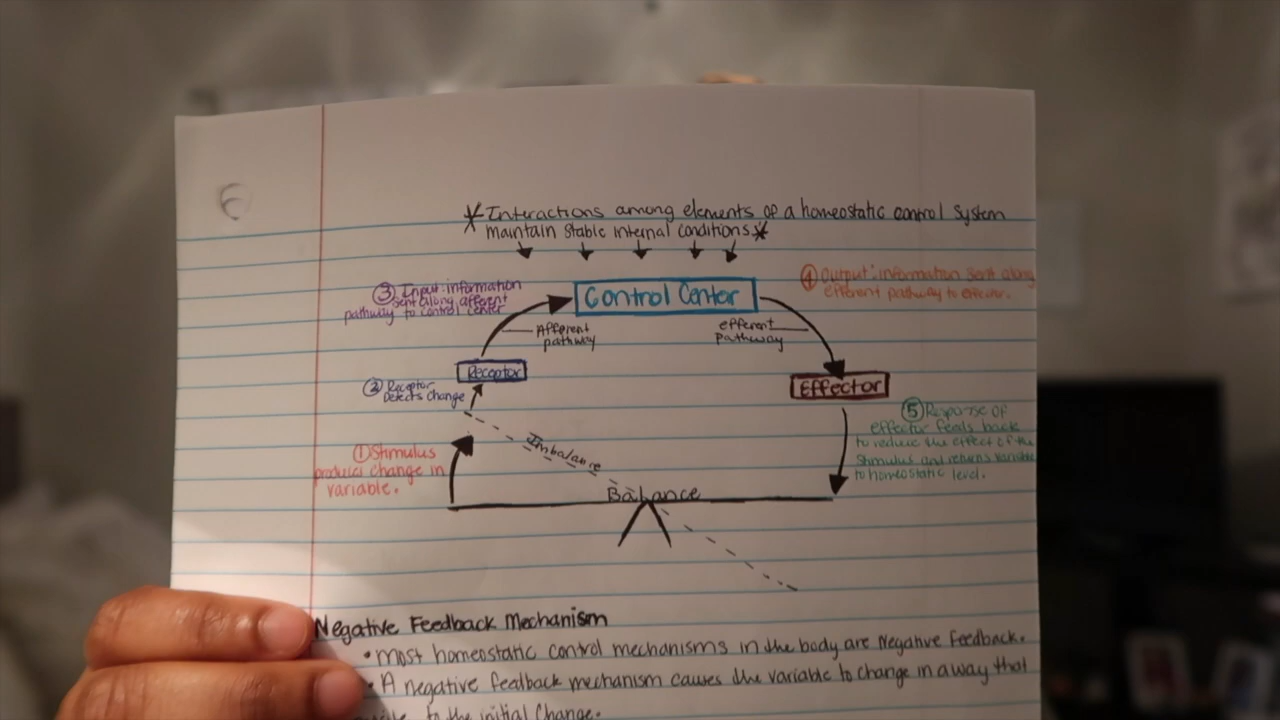 *Interactions among elements of a homeostatic control system
maintain stable internal conditions*
③ Input: information
sent along afferent
pathway to control center
Control Center
④ Output: information sent along
efferent pathway to effector.
Afferent
pathway
efferent
pathway
Receptor
② Receptor
Detects change
Effector
① Stimulus
produces change in
variable.
Imbalance
Balance
⑤ Response of
effector feeds back
to reduce the effect of the
Stimulus and returns variable
to homeostatic level.
Negative Feedback Mechanism
• Most homeostatic control mechanisms in the body are Negative feedback.
• A negative feedback mechanism causes the variable to change in a way that
to the initial change.